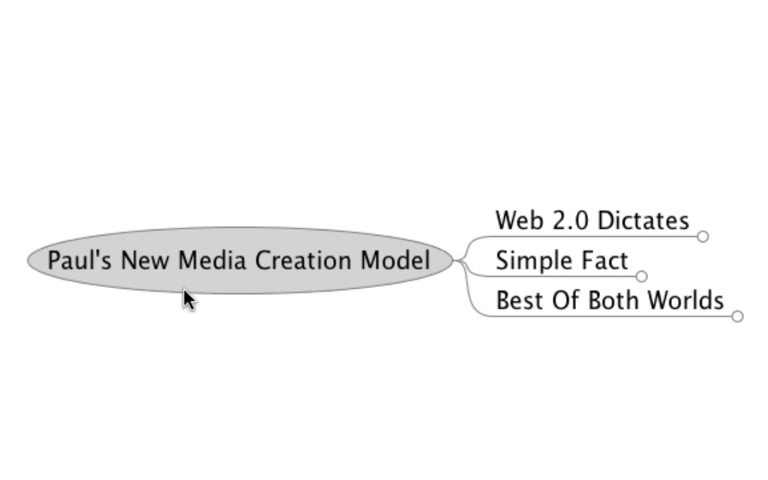 Paul's New Media Creation Model
Web 2.0 Dictates
Simple Fact
Best Of Both Worlds